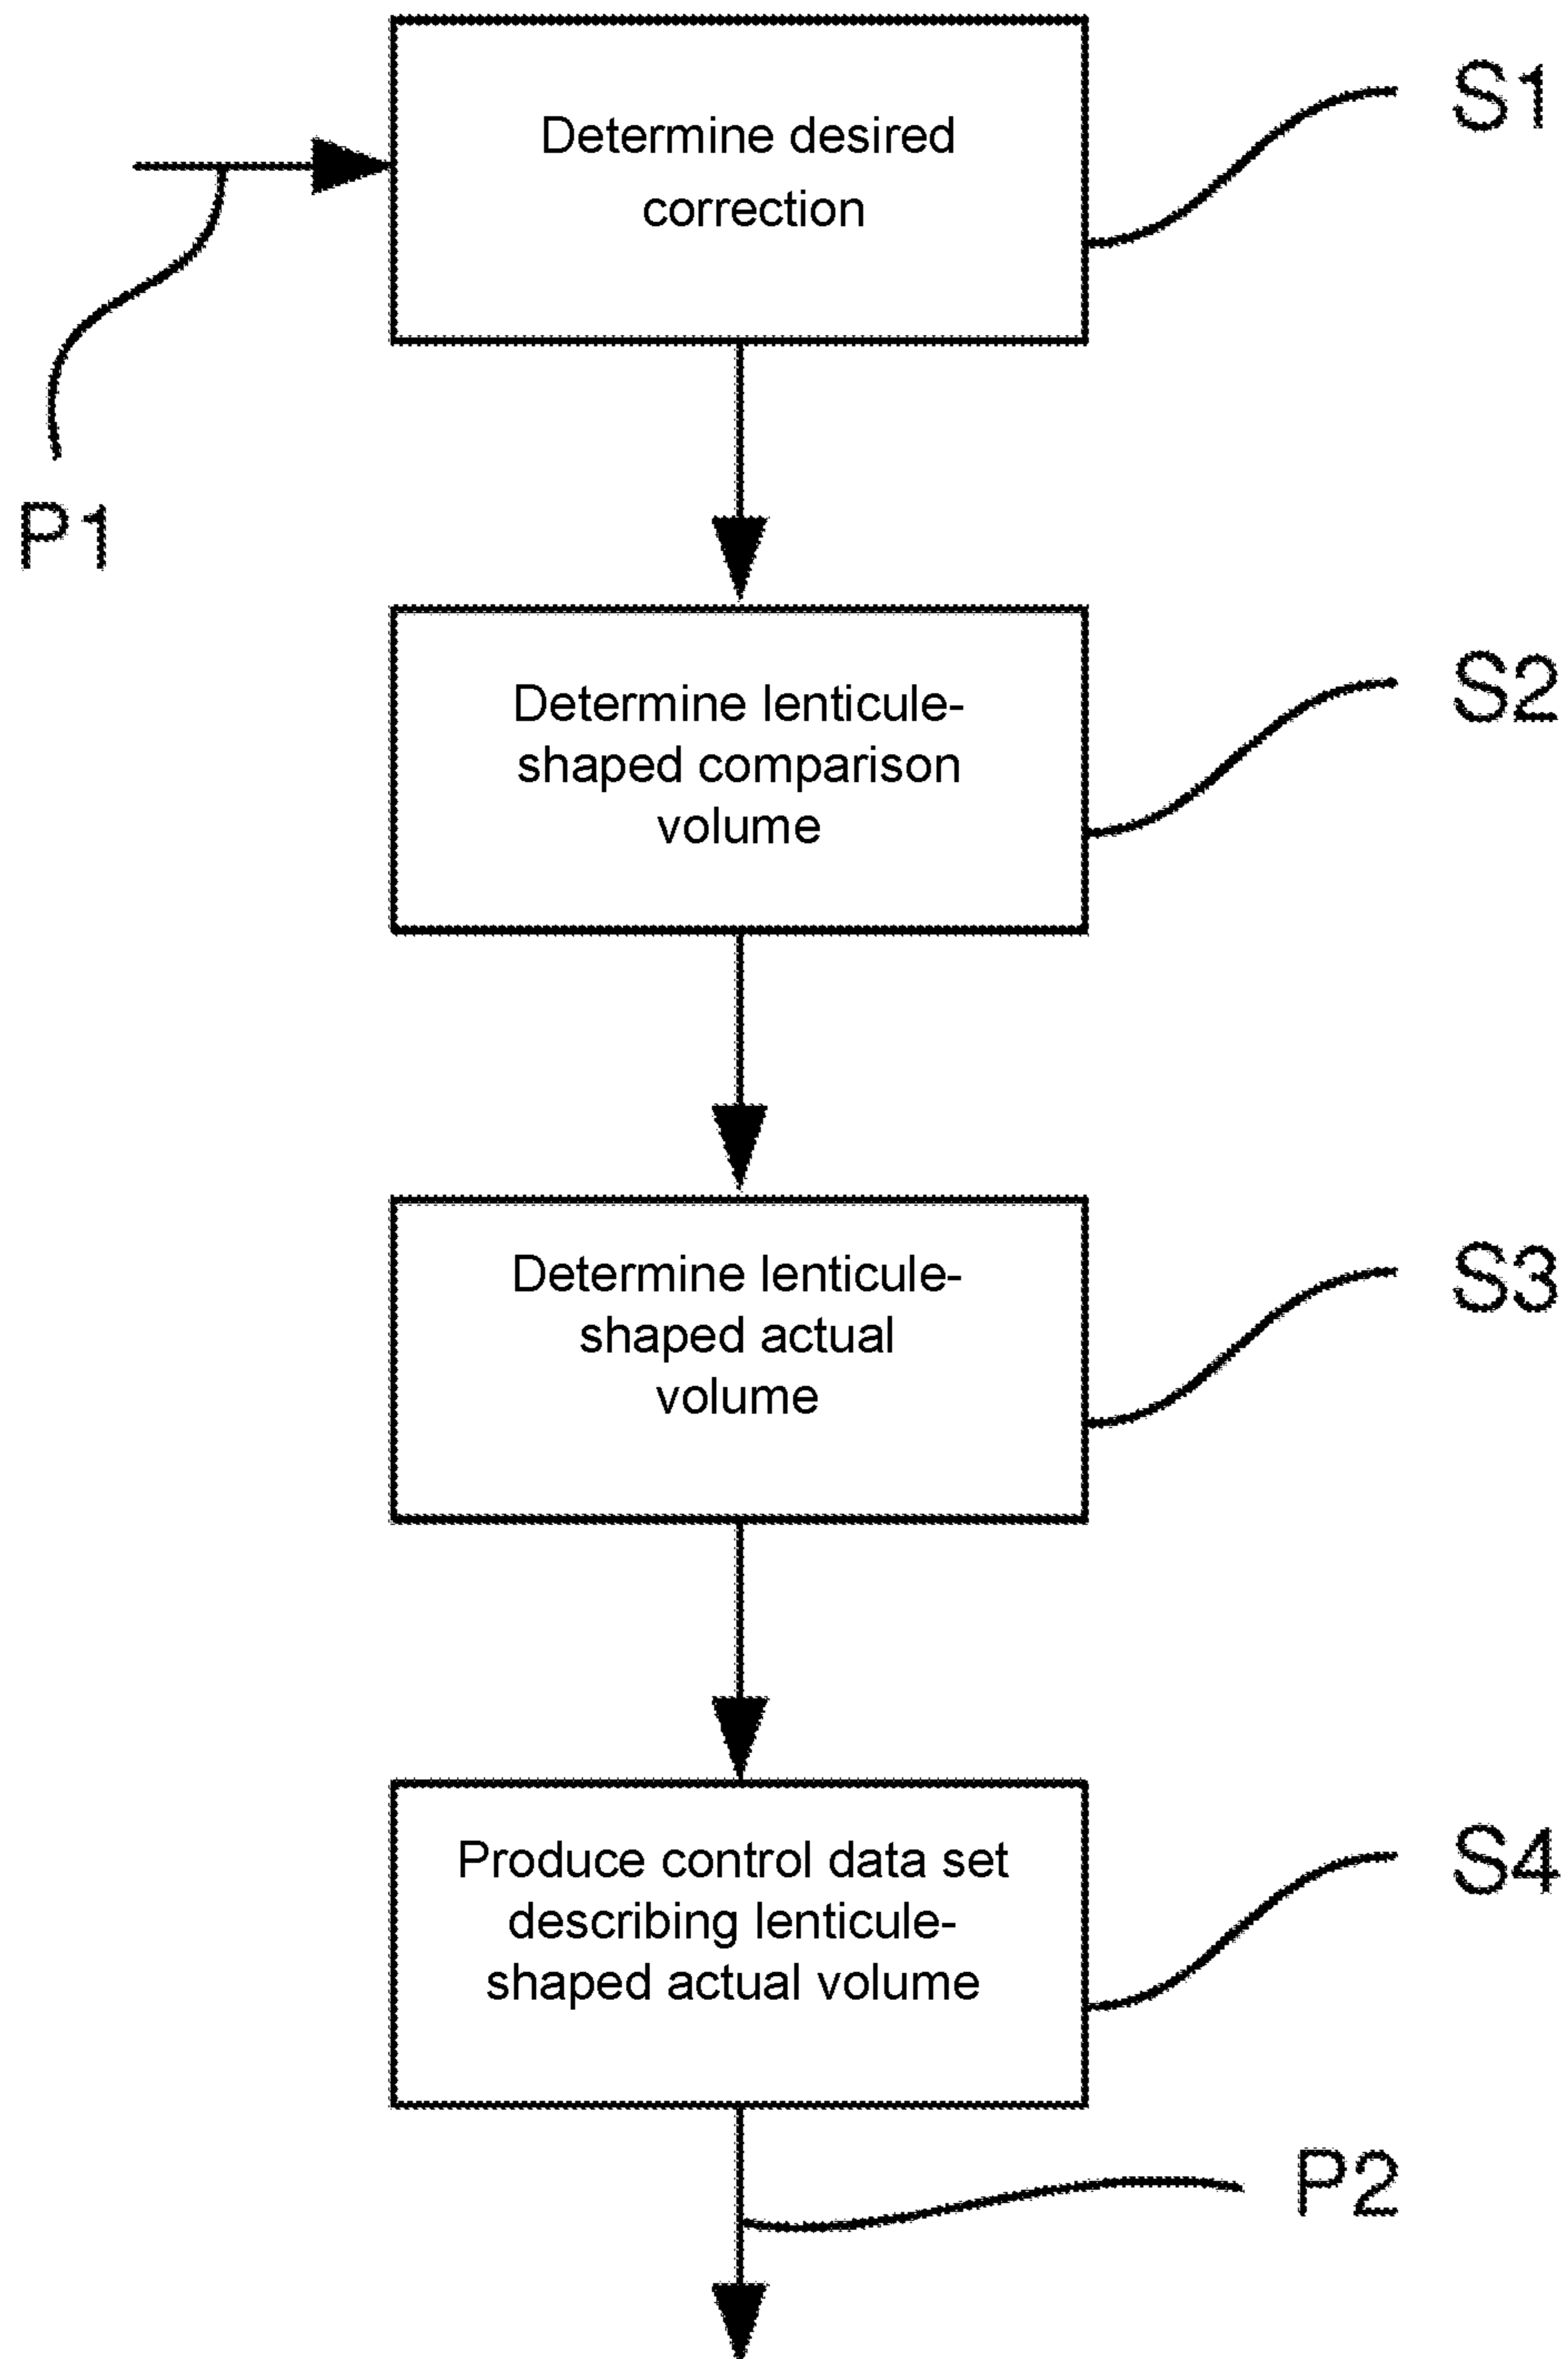 Determine desired
correction
S1
P1
Determine lenticule-
shaped comparison
volume
S2
Determine lenticule-
shaped actual
volume
S3
Produce control data set
describing lenticule-
shaped actual volume
S4
P2